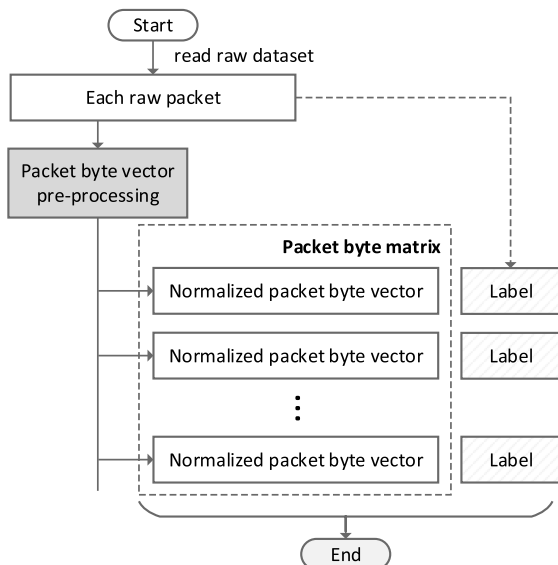 Start
read raw dataset
Each raw packet
Packet byte vector
pre-processing
Packet byte matrix
Normalized packet byte vector
Label
Normalized packet byte vector
Label
Normalized packet byte vector
Label
End